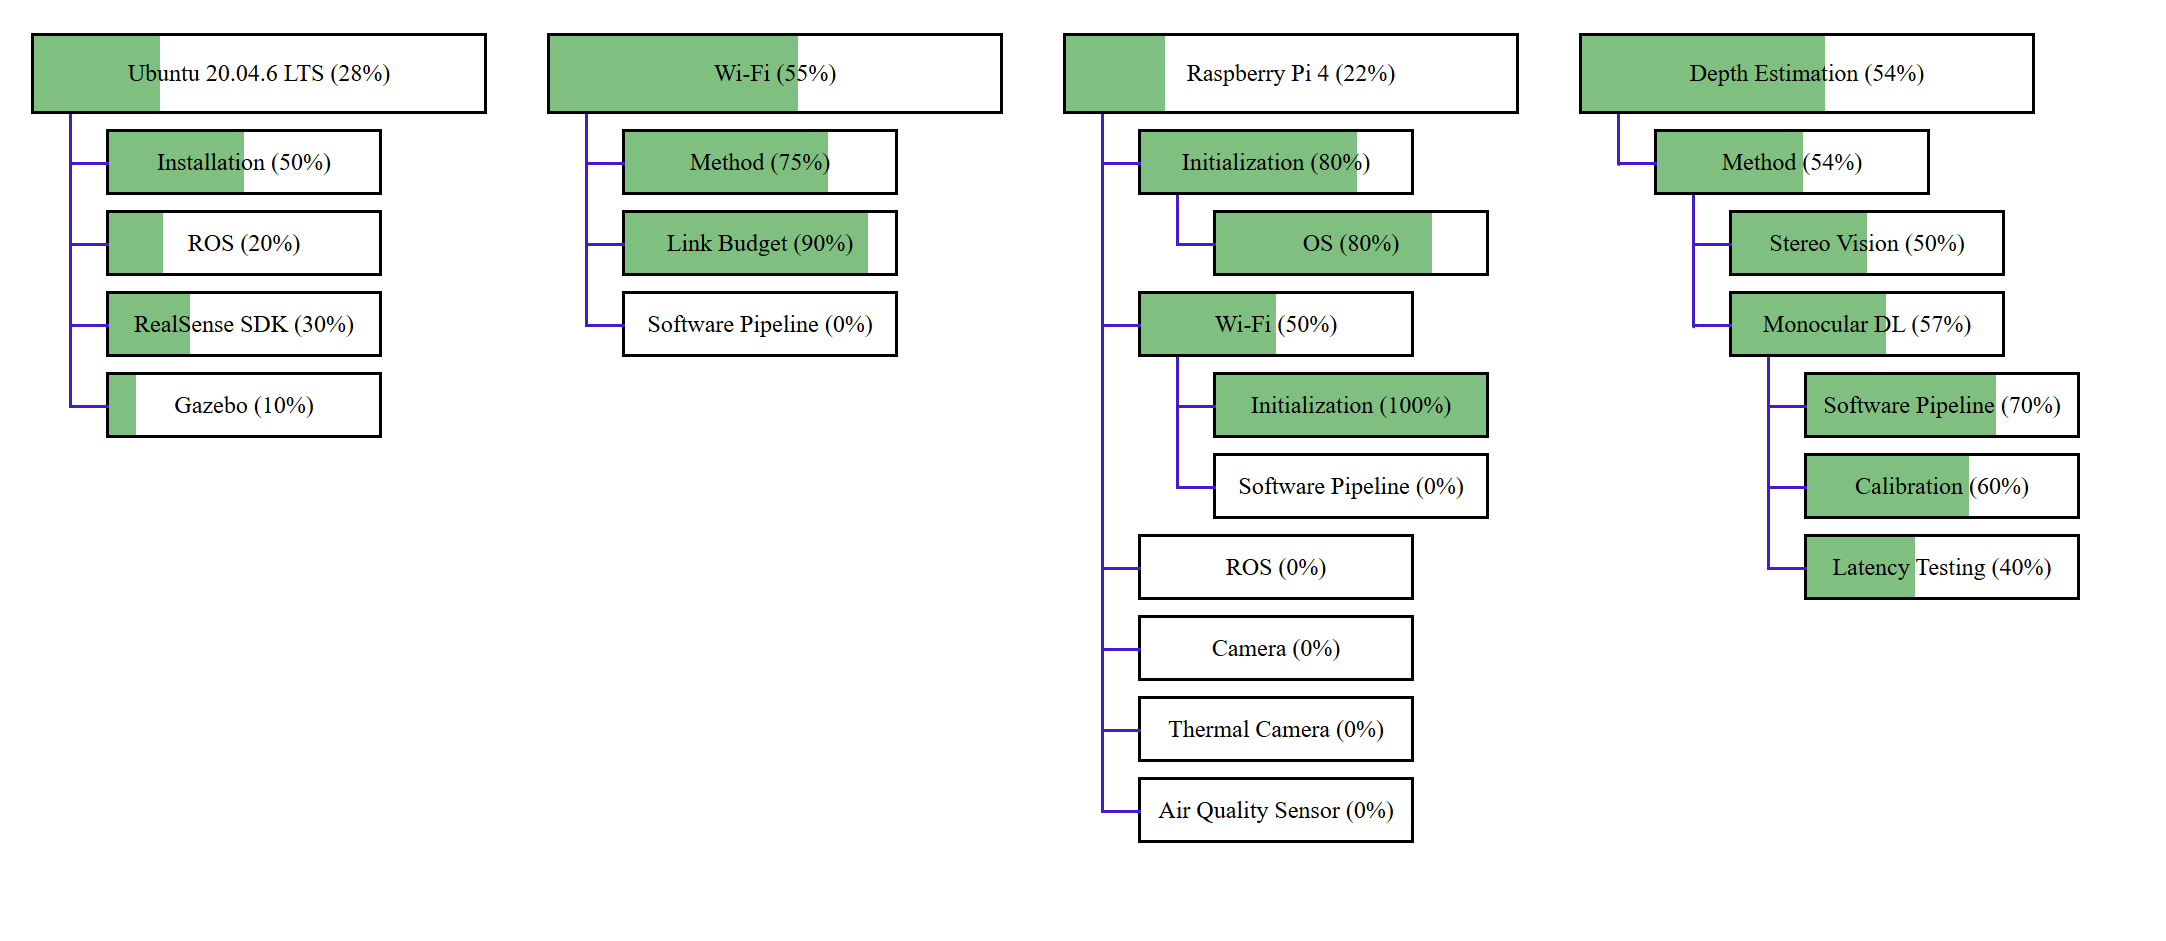 Ubuntu 20.04.6 LTS (28%)
Installation (50%)
ROS (20%)
RealSense SDK (30%)
Gazebo (10%)
Wi-Fi (55%)
Method (75%)
Link Budget (90%)
Software Pipeline (0%)
Raspberry Pi 4 (22%)
Initialization (80%)
OS (80%)
Wi-Fi (50%)
Initialization (100%)
Software Pipeline (0%)
ROS (0%)
Camera (0%)
Thermal Camera (0%)
Air Quality Sensor (0%)
Depth Estimation (54%)
Method (54%)
Stereo Vision (50%)
Monocular DL (57%)
Software Pipeline (70%)
Calibration (60%)
Latency Testing (40%)